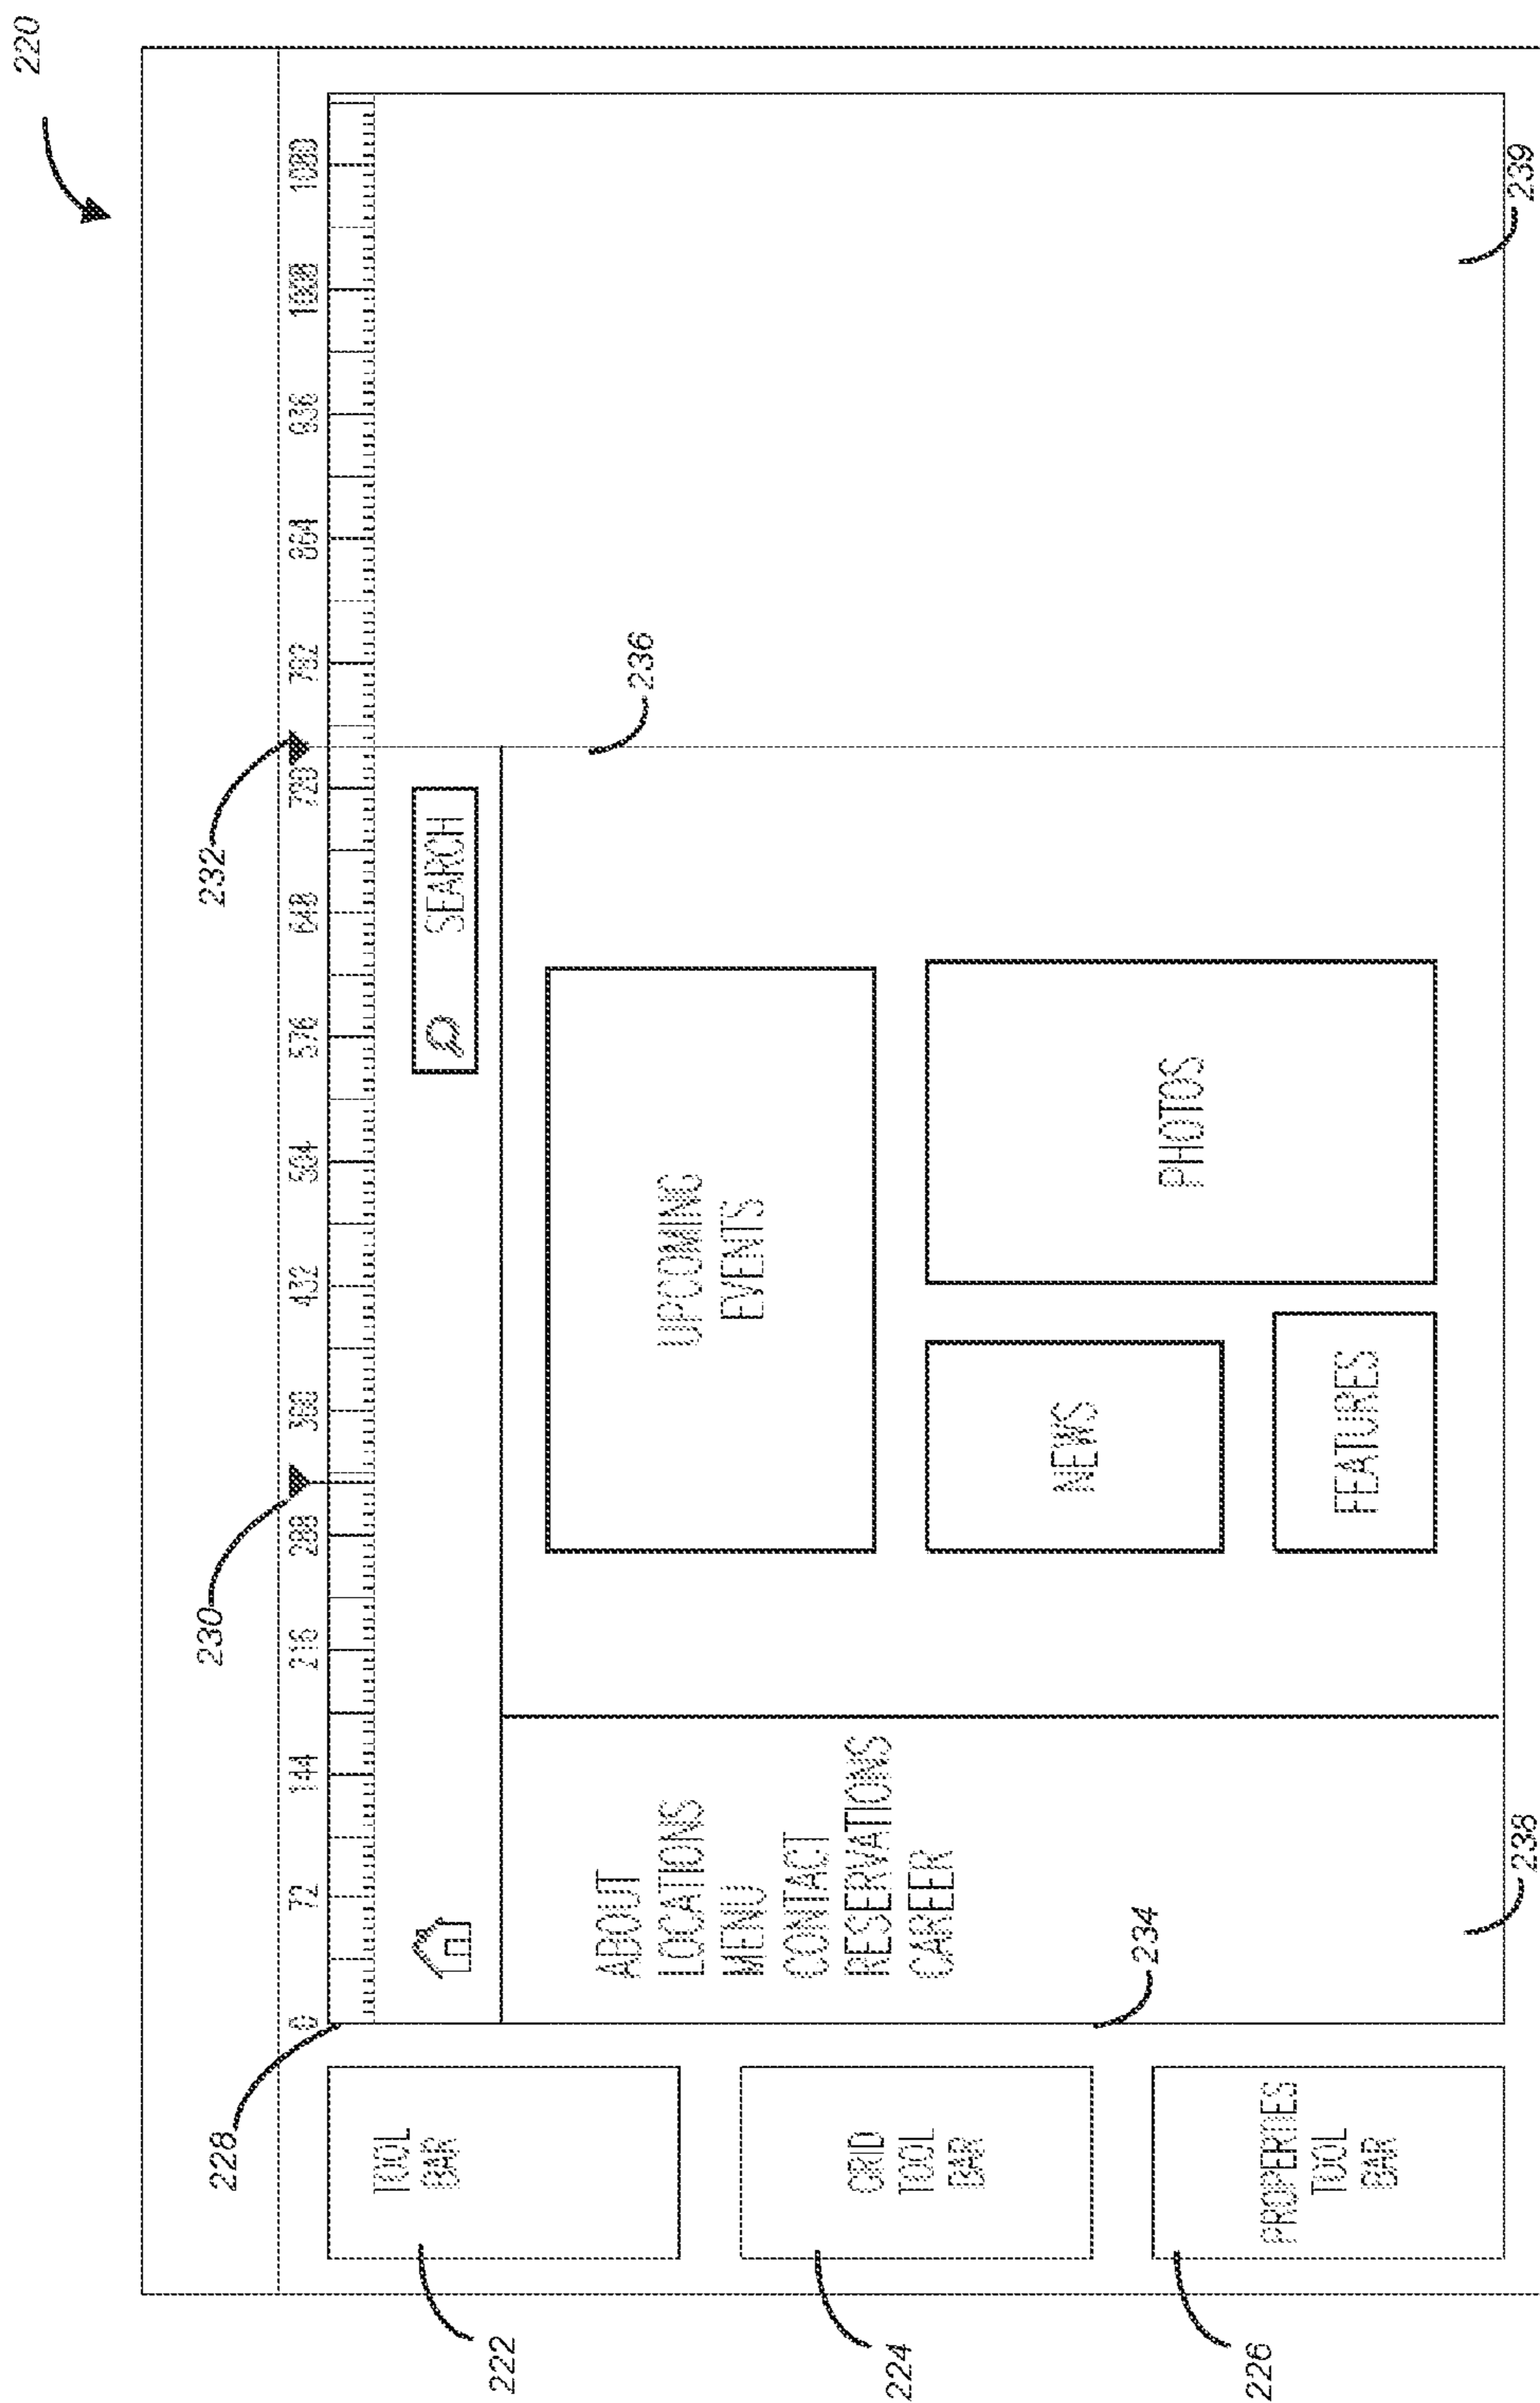 220
230
232
228
0 72 144 216 288 360 432 504 576 648 720 792 864 936 1008 1080
TOOL
BAR
222
SEARCH
ABOUT
LOCATIONS
MENU
CONTACT
RESERVATIONS
CAREER
236
UPCOMING
EVENTS
GRID
TOOL
BAR
224
234
NEWS
PHOTOS
PROPERTIES
TOOL
BAR
226
FEATURES
238
239